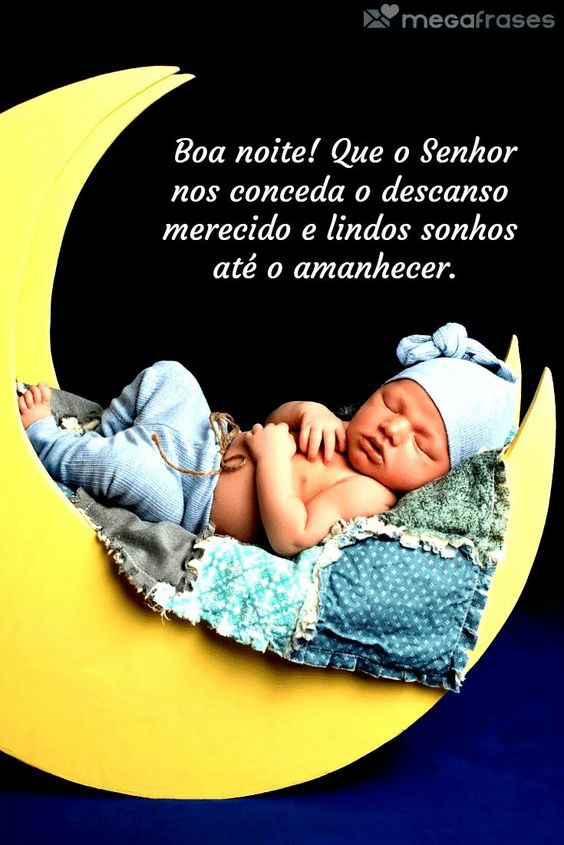 megafrases
Boa noite! Que o Senhor
nos conceda o descanso
merecido e lindos sonhos
até o amanhecer.